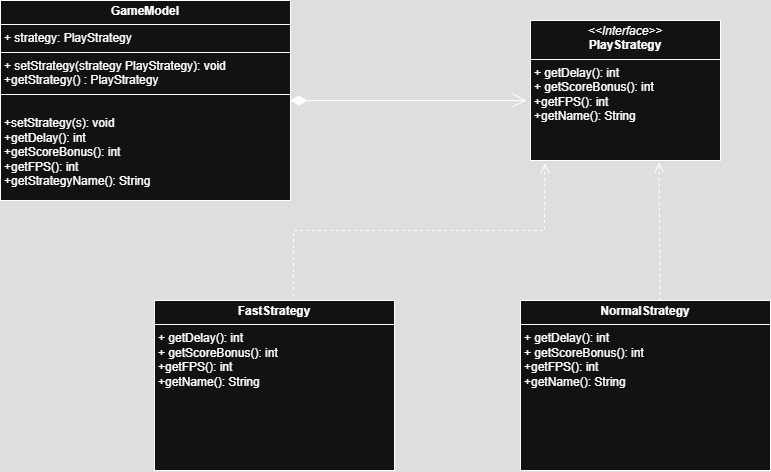 GameModel
+ strategy: PlayStrategy
+ setStrategy(strategy PlayStrategy): void
+getStrategy() : PlayStrategy
+setStrategy(s): void
+getDelay(): int
+getScoreBonus(): int
+getFPS(): int
+getStrategyName(): String
<<Interface>>
PlayStrategy
+ getDelay(): int
+ getScoreBonus(): int
+getFPS(): int
+getName(): String
FastStrategy
+ getDelay(): int
+ getScoreBonus(): int
+getFPS(): int
+getName(): String
NormalStrategy
+ getDelay(): int
+ getScoreBonus(): int
+getFPS(): int
+getName(): String